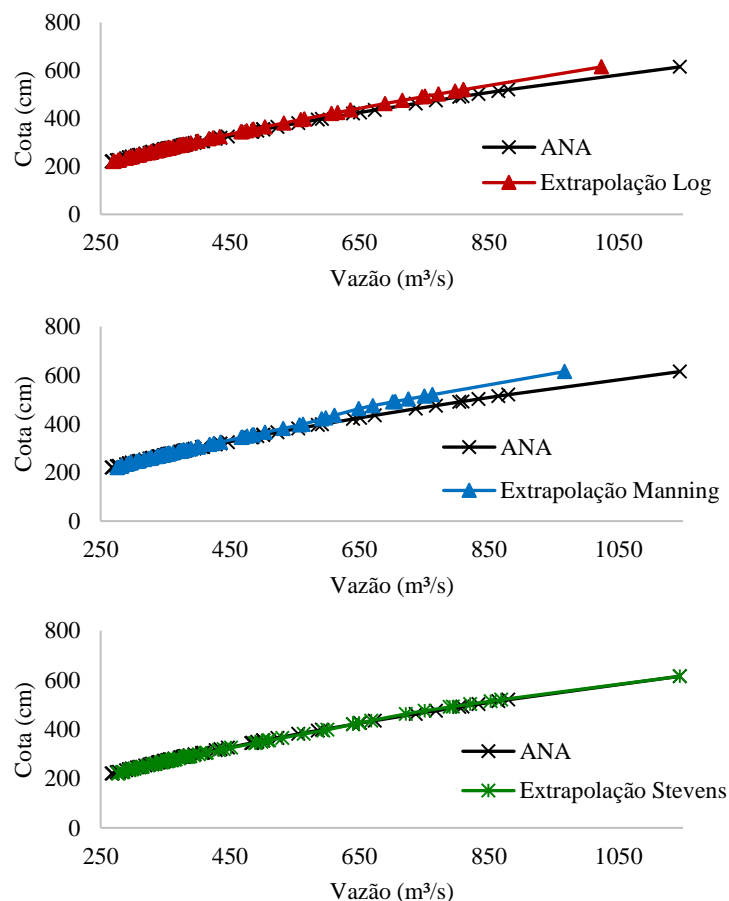 800
600
400
200
0
Cota (cm)
ANA
Extrapolação Log
250 450 650 850 1050
Vazão (m³/s)
800
600
400
200
0
Cota (cm)
ANA
Extrapolação Manning
250 450 650 850 1050
Vazão (m³/s)
800
600
400
200
0
Cota (cm)
ANA
Extrapolação Stevens
250 450 650 850 1050
Vazão (m³/s)